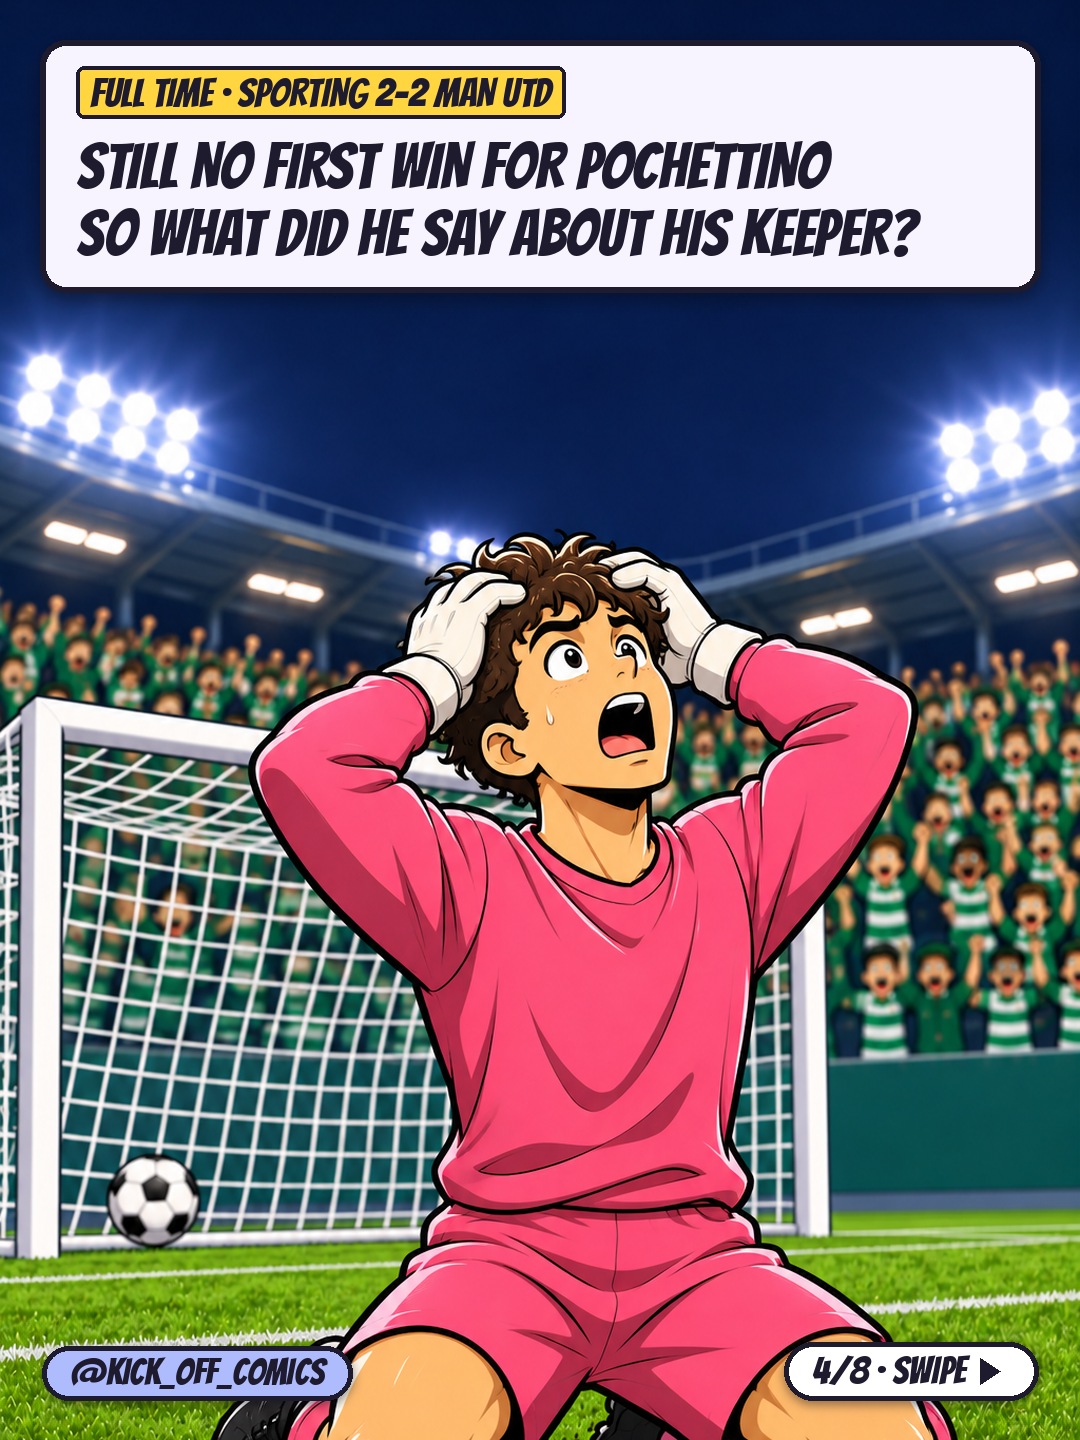 FULL TIME • SPORTING 2-2 MAN UTD
STILL NO FIRST WIN FOR POCHETTINO
SO WHAT DID HE SAY ABOUT HIS KEEPER?
@KICK_OFF_COMICS
4/8 • SWIPE ▶